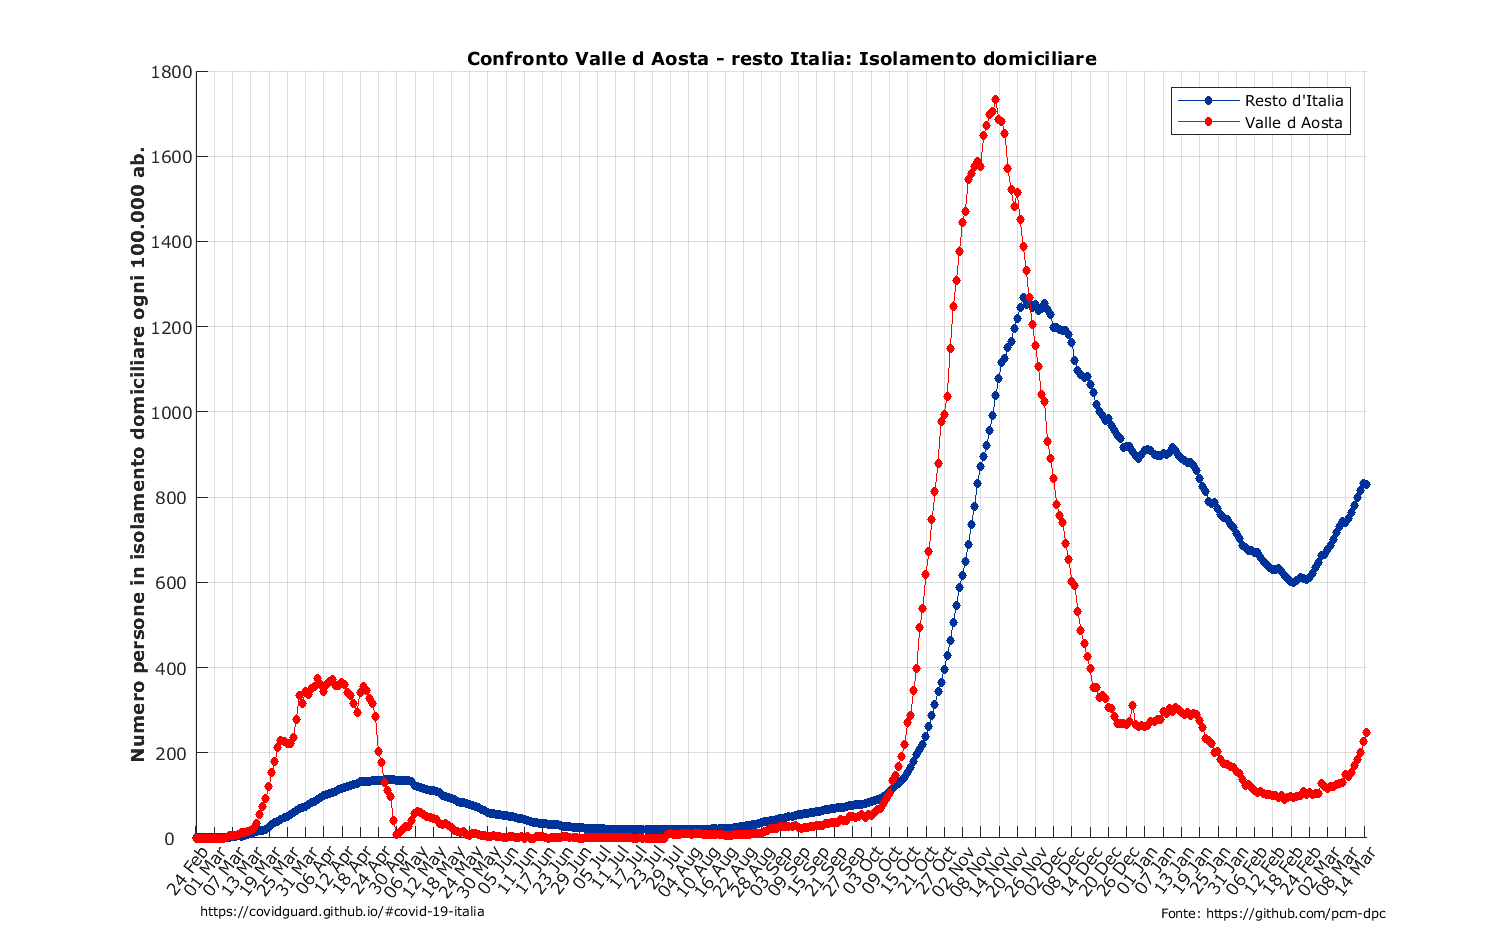 Confronto Valle d Aosta - resto Italia: Isolamento domiciliare
Numero persone in isolamento domiciliare ogni 100.000 ab.
1800
1600
1400
1200
1000
800
600
400
200
0
Resto d'Italia
Valle d Aosta
24 Feb
01 Mar
07 Mar
13 Mar
19 Mar
25 Mar
31 Mar
06 Apr
12 Apr
18 Apr
24 Apr
30 Apr
06 May
12 May
18 May
24 May
30 May
05 Jun
11 Jun
17 Jun
23 Jun
29 Jun
05 Jul
11 Jul
17 Jul
23 Jul
29 Jul
04 Aug
10 Aug
16 Aug
22 Aug
28 Aug
03 Sep
09 Sep
15 Sep
21 Sep
27 Sep
03 Oct
09 Oct
15 Oct
21 Oct
27 Oct
02 Nov
08 Nov
14 Nov
20 Nov
26 Nov
02 Dec
08 Dec
14 Dec
20 Dec
26 Dec
01 Jan
07 Jan
13 Jan
19 Jan
25 Jan
31 Jan
06 Feb
12 Feb
18 Feb
24 Feb
02 Mar
08 Mar
14 Mar
https://covidguard.github.io/#covid-19-italia
Fonte: https://github.com/pcm-dpc